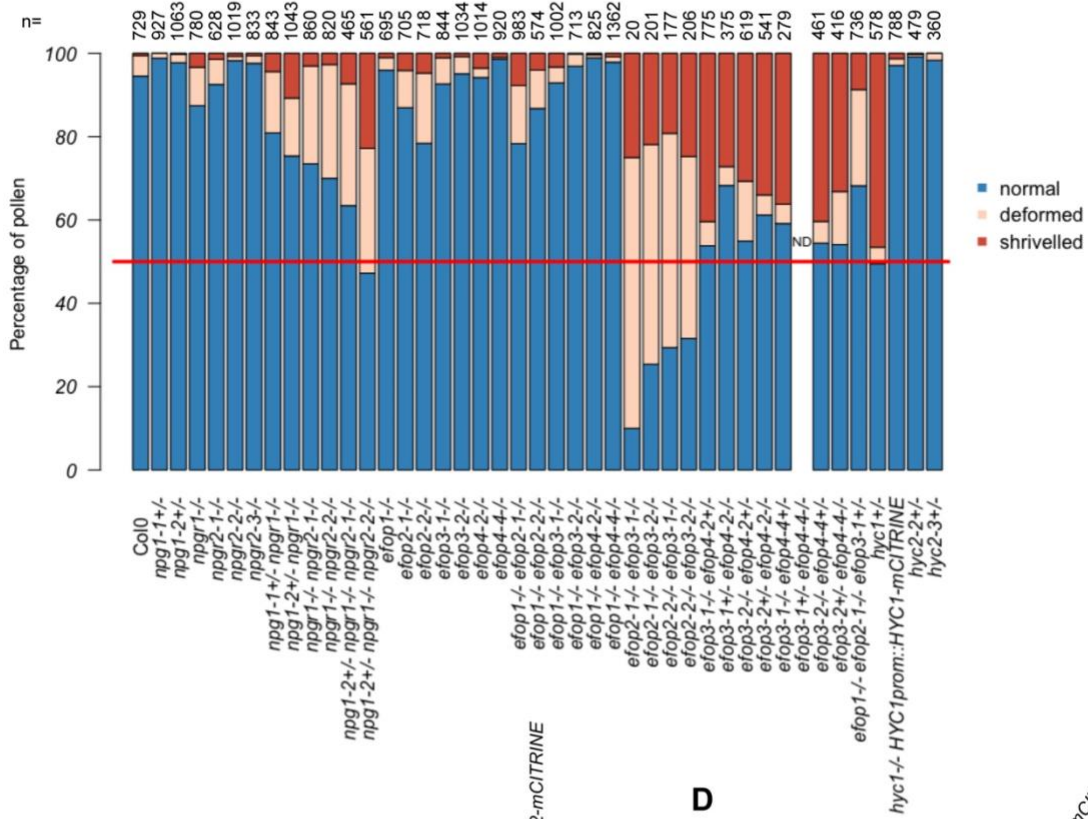 n=
729
927
1063
780
628
1019
833
843
1043
860
820
465
561
695
705
718
844
1034
1014
920
983
574
1002
713
825
1362
20
201
177
206
775
375
619
541
279
461
416
736
578
788
479
360
Percentage of pollen
100
80
60
40
20
0
ND
normal
deformed
shrivelled
Col0
npg1-1+/-
npg1-2+/-
npgr1-/-
npgr2-1-/-
npgr2-2-/-
npgr2-3-/-
npg1-1+/- npgr1-/-
npg1-2+/- npgr1-/-
npgr1-/- npgr2-1-/-
npgr1-/- npgr2-2-/-
npg1-2+/- npgr1-/- npgr2-1-/-
npg1-2+/- npgr1-/- npgr2-2-/-
efop1-/-
efop2-1-/-
efop2-2-/-
efop3-1-/-
efop3-2-/-
efop4-2-/-
efop4-4-/-
efop1-/- efop2-1-/-
efop1-/- efop2-2-/-
efop1-/- efop3-1-/-
efop1-/- efop3-2-/-
efop1-/- efop4-2-/-
efop1-/- efop4-4-/-
efop2-1-/- efop3-1-/-
efop2-1-/- efop3-2-/-
efop2-2-/- efop3-1-/-
efop2-2-/- efop3-2-/-
efop3-1-/- efop4-2+/-
efop3-1+/- efop4-2-/-
efop3-2-/- efop4-2+/-
efop3-2+/- efop4-2-/-
efop3-1-/- efop4-4+/-
efop3-1+/- efop4-4-/-
efop3-2-/- efop4-4+/-
efop3-2+/- efop4-4-/-
efop1-/- efop2-1-/- efop3-1+/-
hyc1+/-
hyc1-/- HYC1prom::HYC1-mCITRINE
hyc2-2+/-
hyc2-3+/-
2-mCITRINE
D